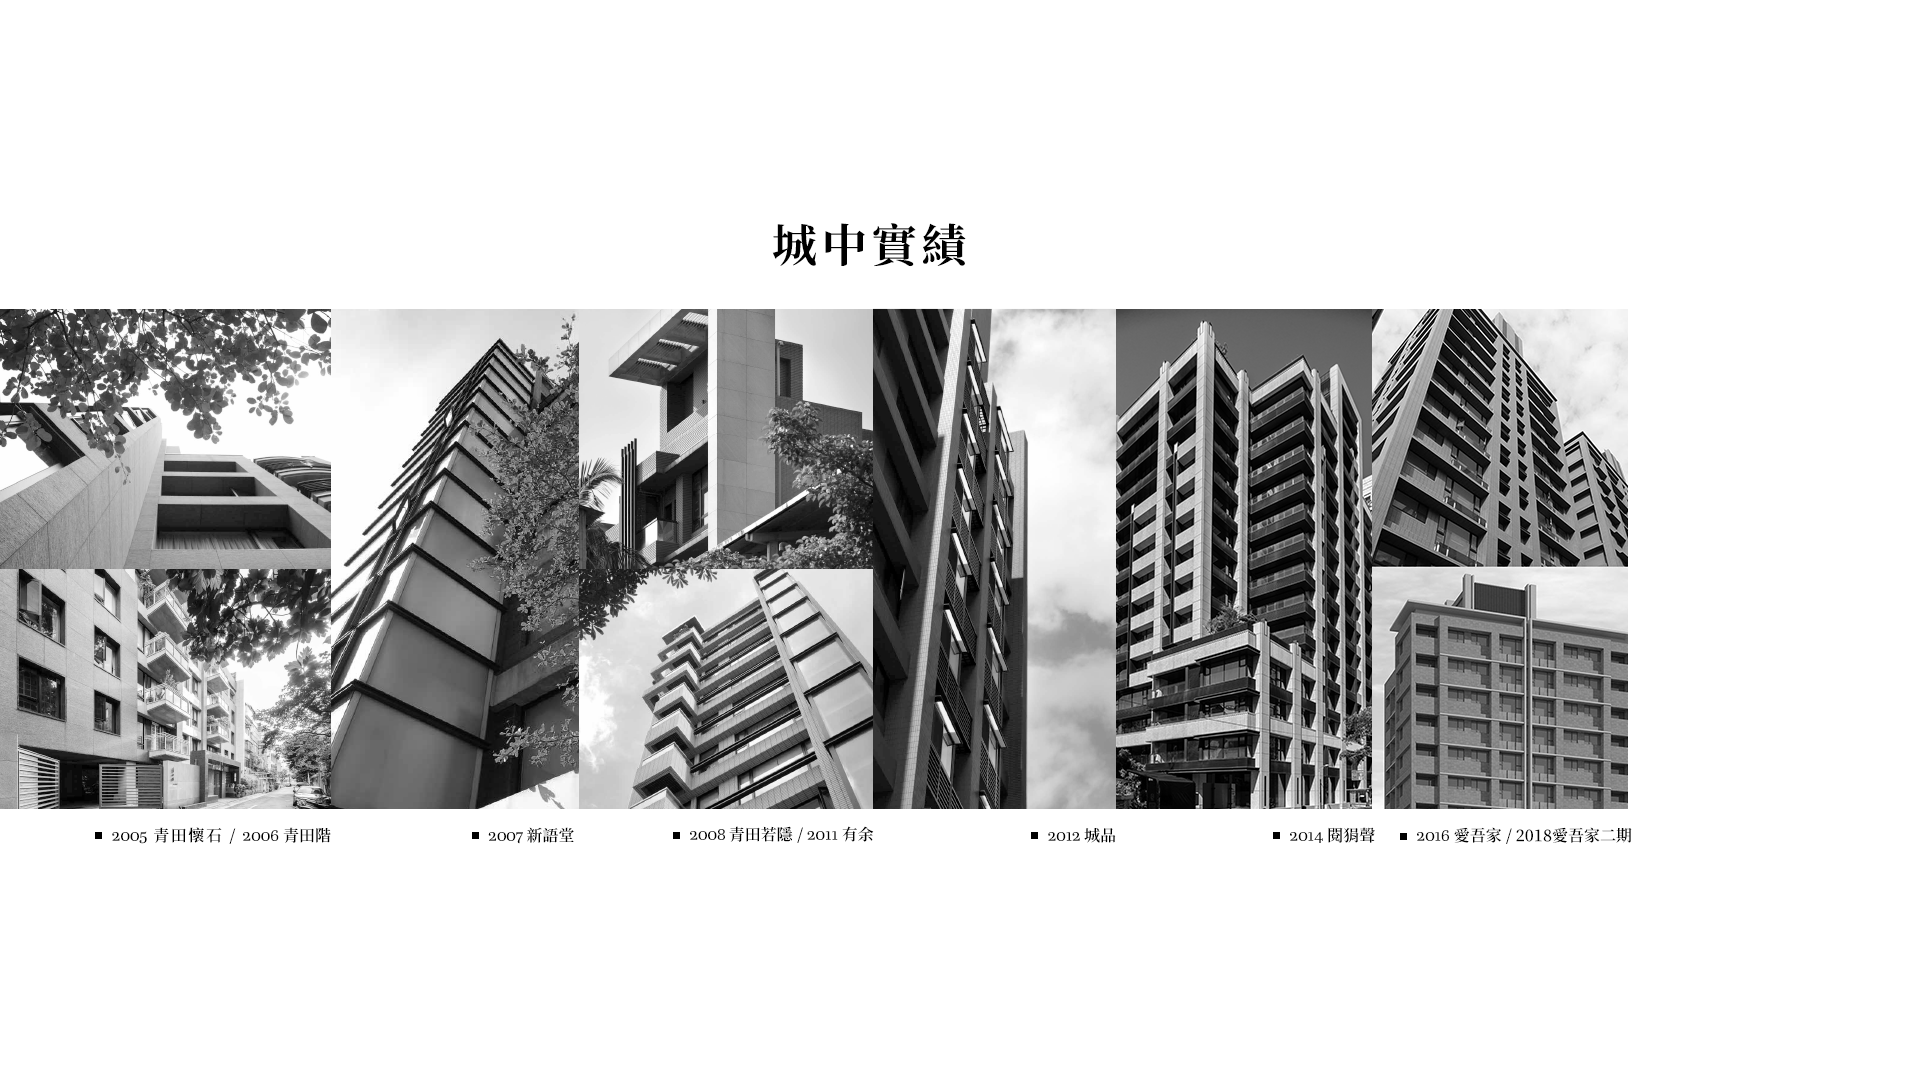 城中實績
2005 青田懷石 / 2006 青田階
2007 新語堂
2008 青田若隱 / 2011 有余
2012 城品
2014 閱狷聲
2016 愛吾家 / 2018愛吾家二期